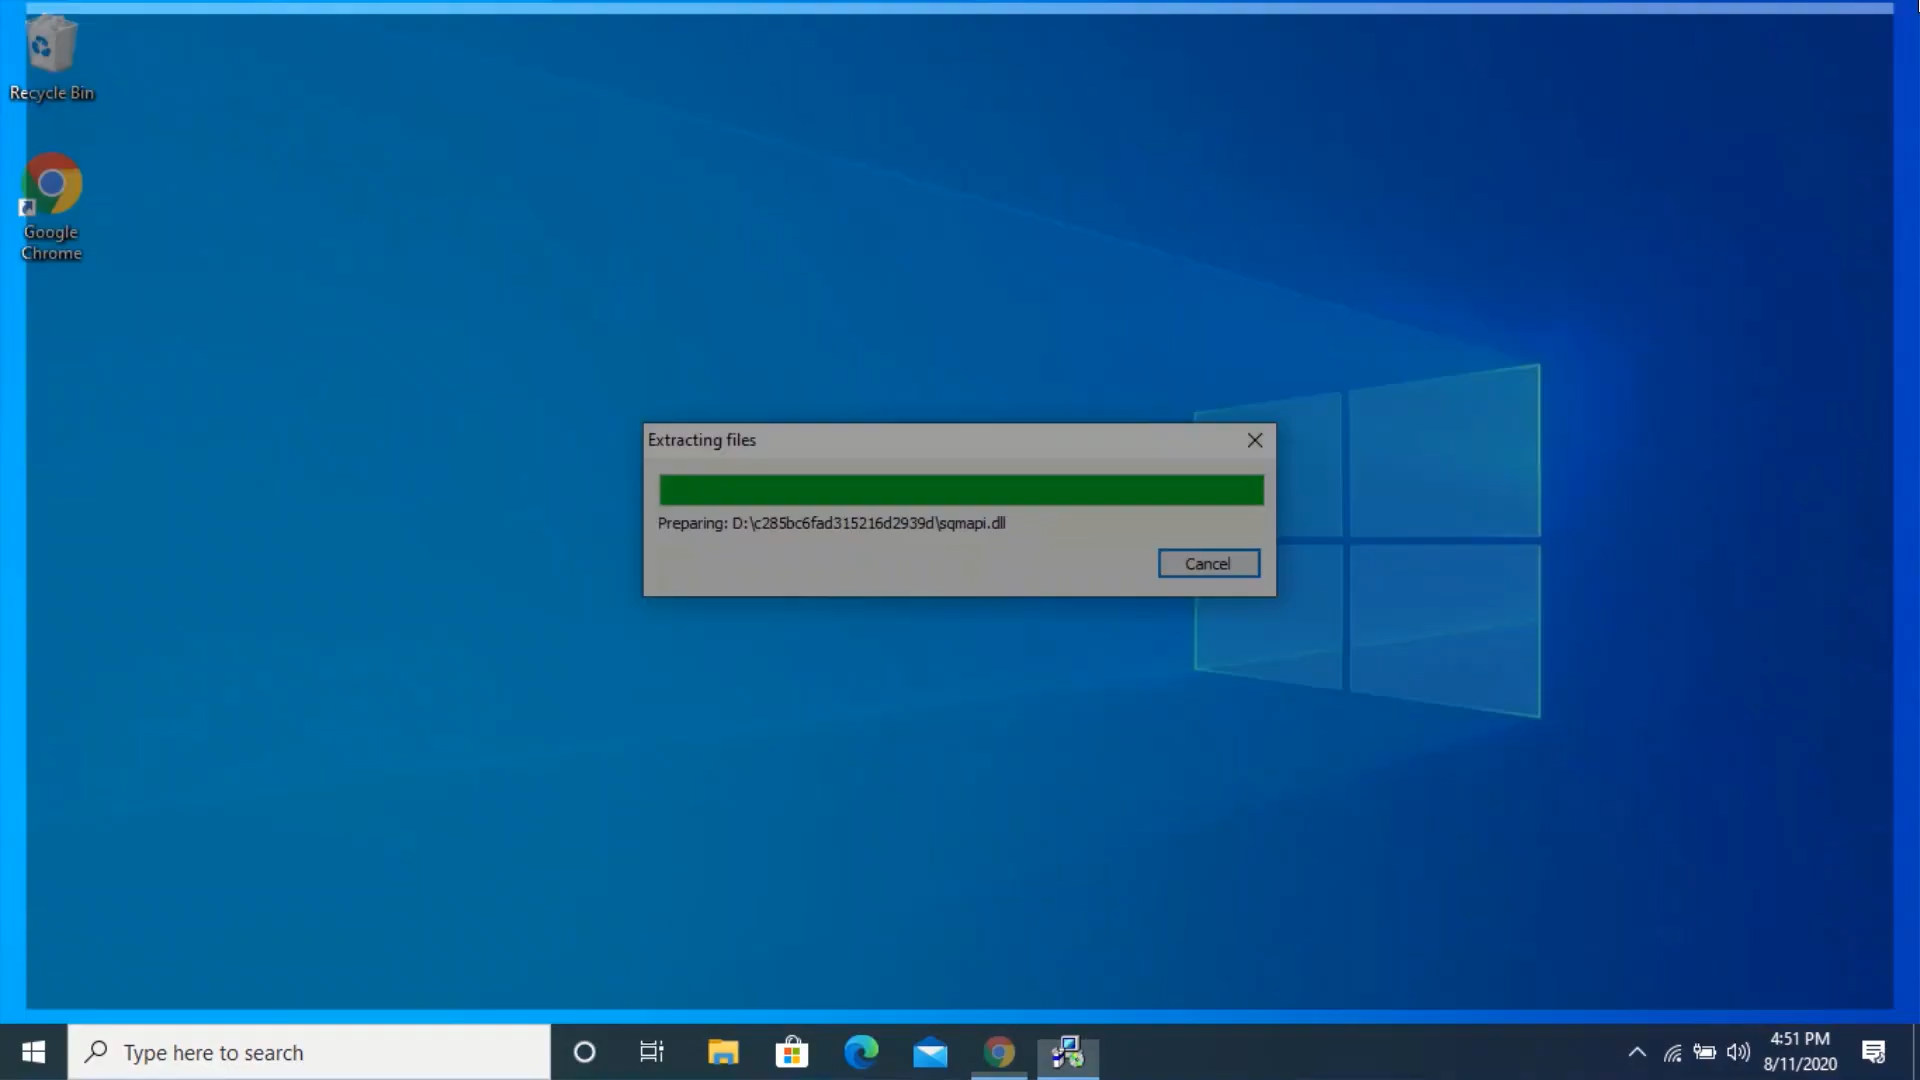 Recycle Bin
Google
Chrome
Extracting files
Preparing: D:\c285bc6fad315216d2939d\sqmapi.dll
Cancel
Type here to search
4:51 PM
8/11/2020